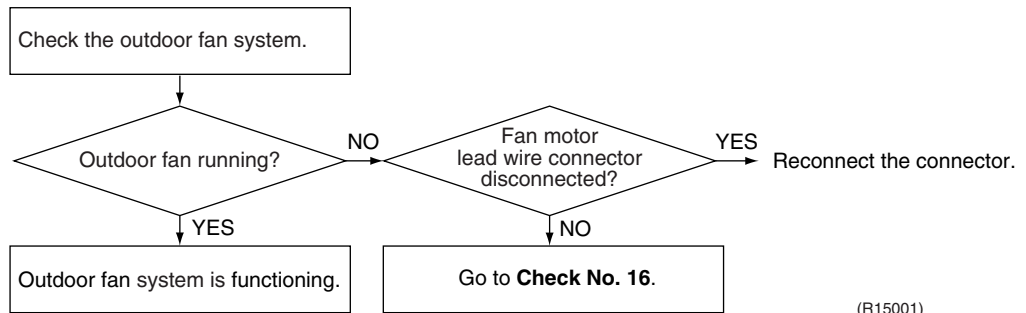 Check the outdoor fan system.
Outdoor fan running?
NO
Fan motor
lead wire connector
disconnected?
YES
Reconnect the connector.
YES
NO
Outdoor fan system is functioning.
Go to Check No. 16.
(R15001)